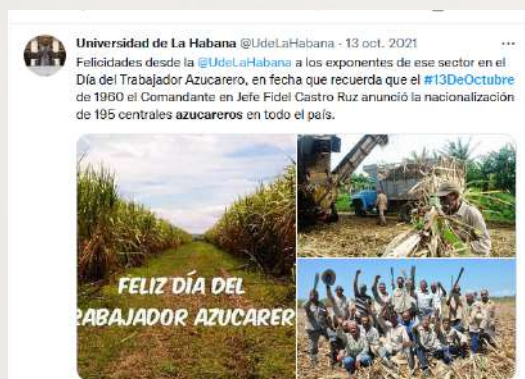 Universidad de La Habana @UdeLaHabana · 13 oct. 2021 ...
Felicidades desde la @UdeLaHabana a los exponentes de ese sector en el
Día del Trabajador Azucarero, en fecha que recuerda que el #13DeOctubre
de 1960 el Comandante en Jefe Fidel Castro Ruz anunció la nacionalización
de 195 centrales azucareros en todo el país.
FELIZ DÍA DEL
RABAJADOR AZUCARER